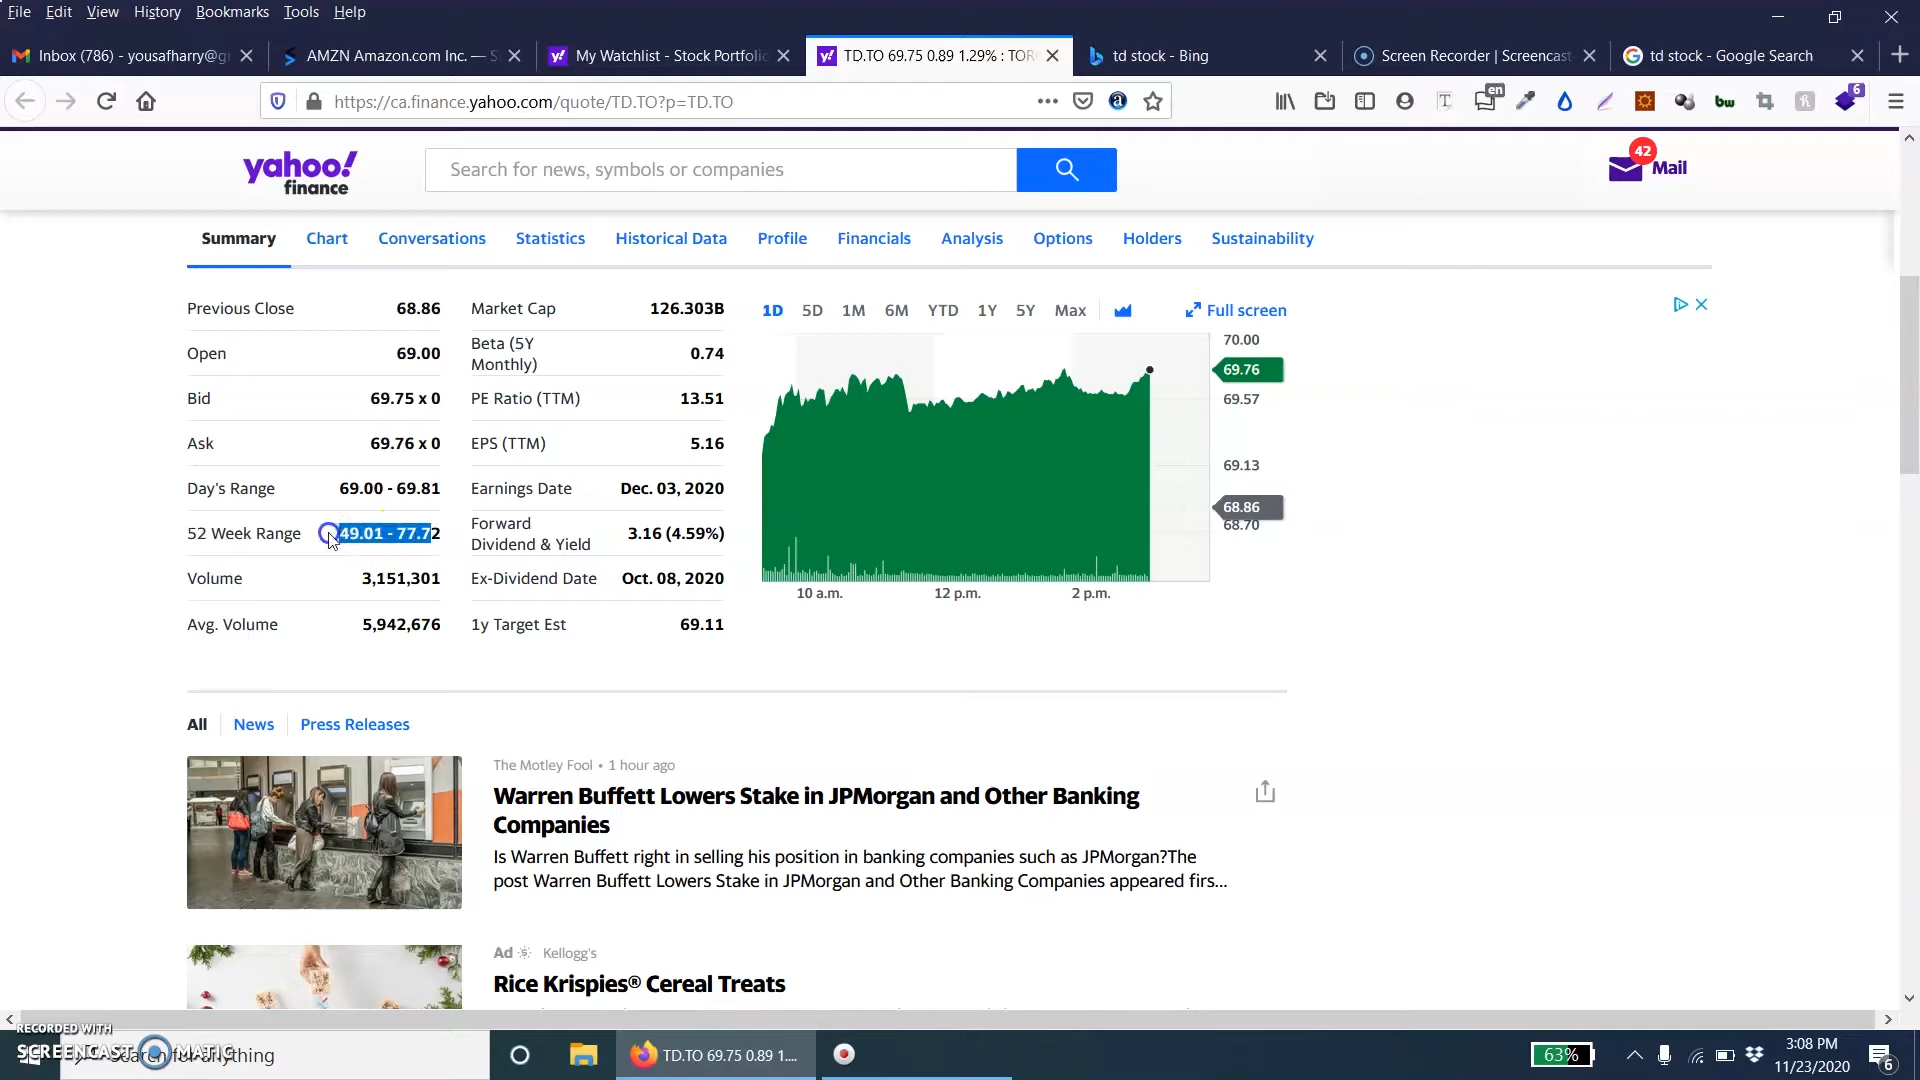 File Edit View History Bookmarks Tools Help
Inbox (786) - yousafharry@g
AMZN Amazon.com Inc. — S
My Watchlist - Stock Portfolio
TD.TO 69.75 0.89 1.29% : TOR
td stock - Bing
Screen Recorder | Screencast
td stock - Google Search
https://ca.finance.yahoo.com/quote/TD.TO?p=TD.TO
en
bw
6
yahoo!
finance
Search for news, symbols or companies
42
Mail
Summary Chart Conversations Statistics Historical Data Profile Financials Analysis Options Holders Sustainability
Previous Close 68.86
Open 69.00
Bid 69.75 x 0
Ask 69.76 x 0
Day's Range 69.00 - 69.81
52 Week Range 49.01 - 77.72
Volume 3,151,301
Avg. Volume 5,942,676
Market Cap 126.303B
Beta (5Y
Monthly) 0.74
PE Ratio (TTM) 13.51
EPS (TTM) 5.16
Earnings Date Dec. 03, 2020
Forward
Dividend & Yield 3.16 (4.59%)
Ex-Dividend Date Oct. 08, 2020
1y Target Est 69.11
1D 5D 1M 6M YTD 1Y 5Y Max Full screen
70.00
69.76
69.57
69.13
68.86
68.70
10 a.m. 12 p.m. 2 p.m.
All News Press Releases
The Motley Fool • 1 hour ago
Warren Buffett Lowers Stake in JPMorgan and Other Banking
Companies
Is Warren Buffett right in selling his position in banking companies such as JPMorgan?The
post Warren Buffett Lowers Stake in JPMorgan and Other Banking Companies appeared firs...
Ad Kellogg's
Rice Krispies® Cereal Treats
RECORDED WITH
SCREENCAST MATIC
Search for anything
TD.TO 69.75 0.89 1....
63%
3:08 PM
11/23/2020
6